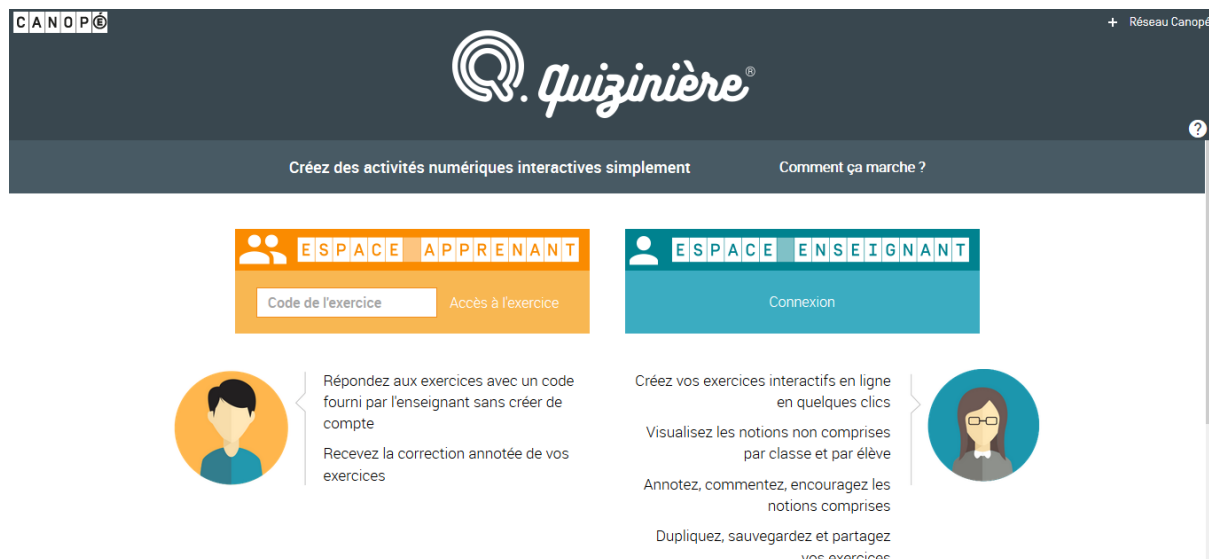 CANOPÉ
+ Réseau Canopé
Q. quizinière®
?
Créez des activités numériques interactives simplement
Comment ça marche ?
ESPACE APPRENANT
Code de l'exercice
Accès à l'exercice
ESPACE ENSEIGNANT
Connexion
Répondez aux exercices avec un code
fourni par l'enseignant sans créer de
compte
Recevez la correction annotée de vos
exercices
Créez vos exercices interactifs en ligne
en quelques clics
Visualisez les notions non comprises
par classe et par élève
Annotez, commentez, encouragez les
notions comprises
Dupliquez, sauvegardez et partagez
vos exercices